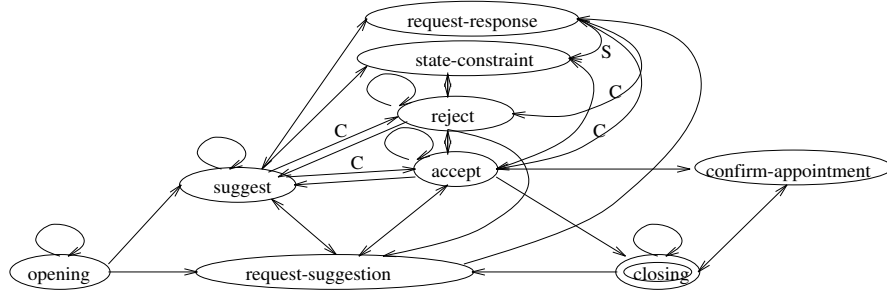 request-response
S
state-constraint
C
reject
C
C
C
accept
suggest
confirm-appointment
opening
request-suggestion
closing